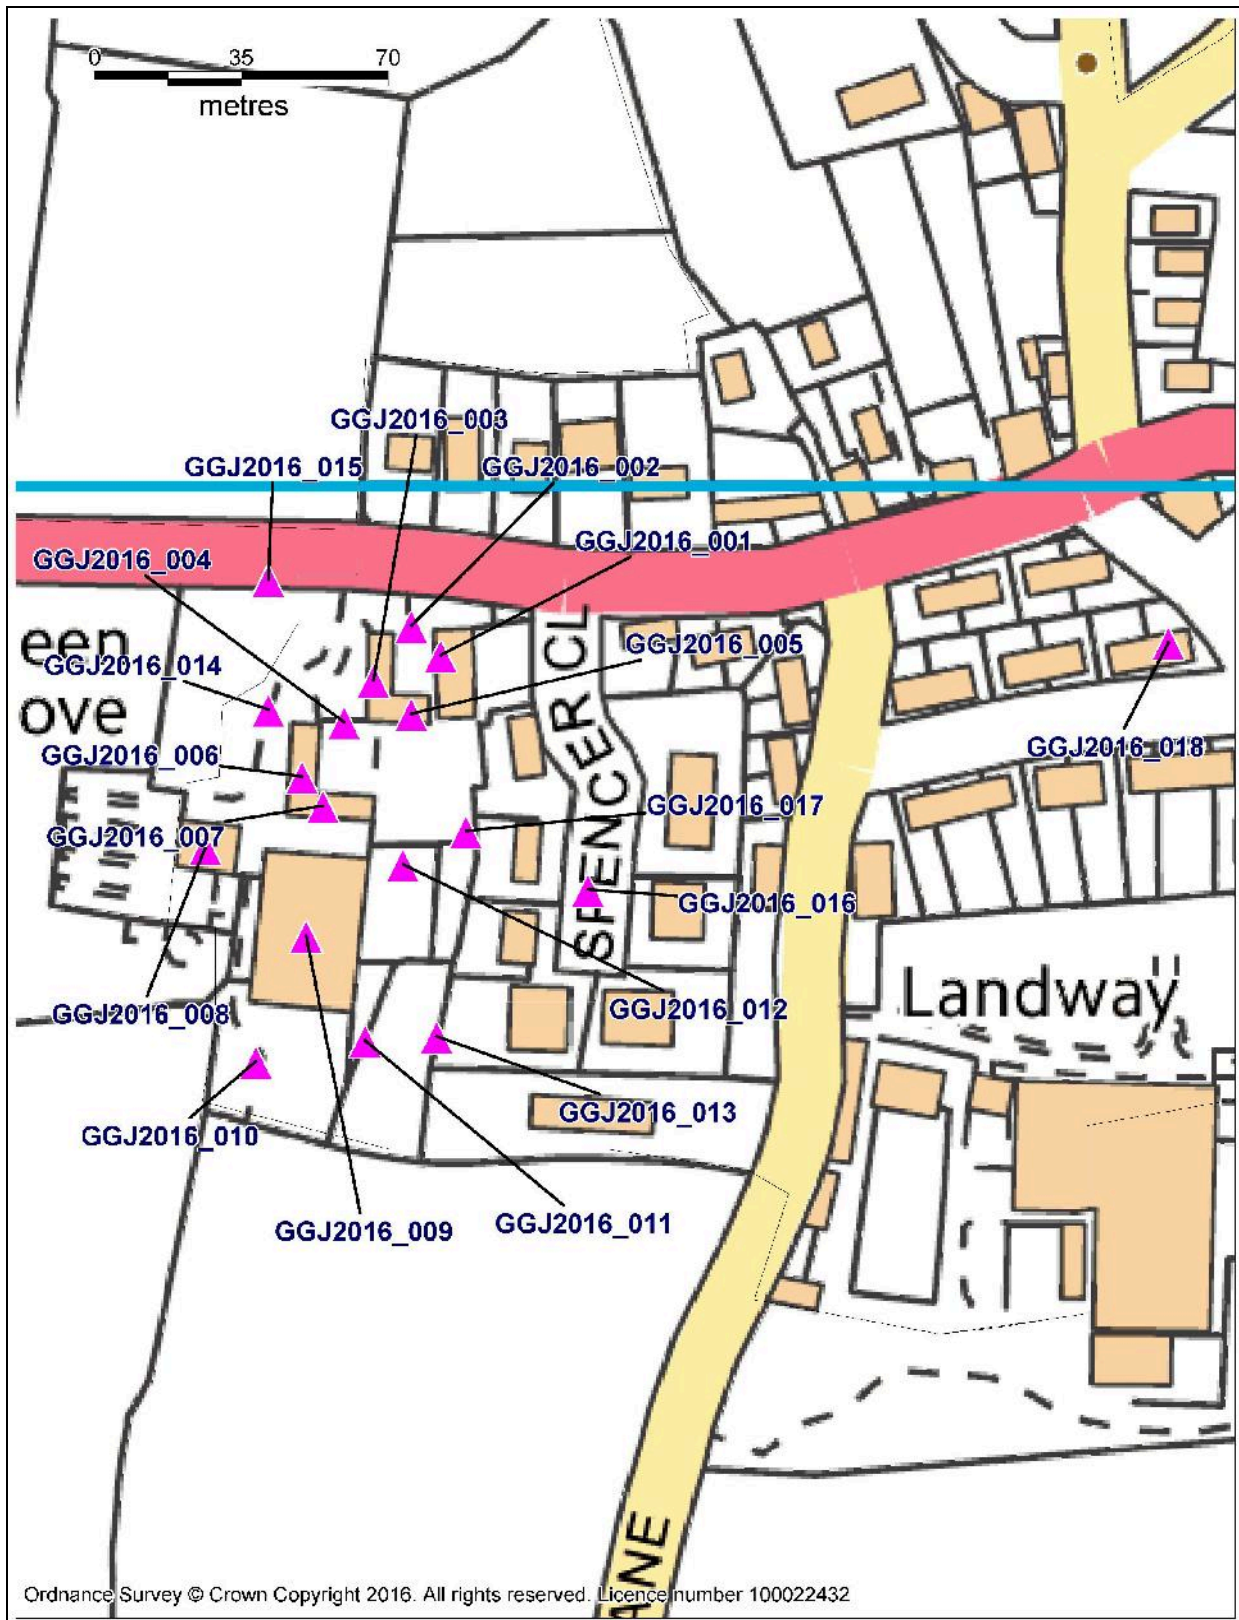 0 35 70
metres
GGJ2016_003
GGJ2016_015
GGJ2016_002
GGJ2016_004
GGJ2016_001
een
ove
GGJ2016_014
GGJ2016_005
SPENCER CL
GGJ2016_006
GGJ2016_018
GGJ2016_007
GGJ2016_017
GGJ2016_016
GGJ2016_008
GGJ2016_012
Landway
GGJ2016_010
GGJ2016_013
GGJ2016_009
GGJ2016_011
ANE
Ordnance Survey © Crown Copyright 2016. All rights reserved. Licence number 100022432